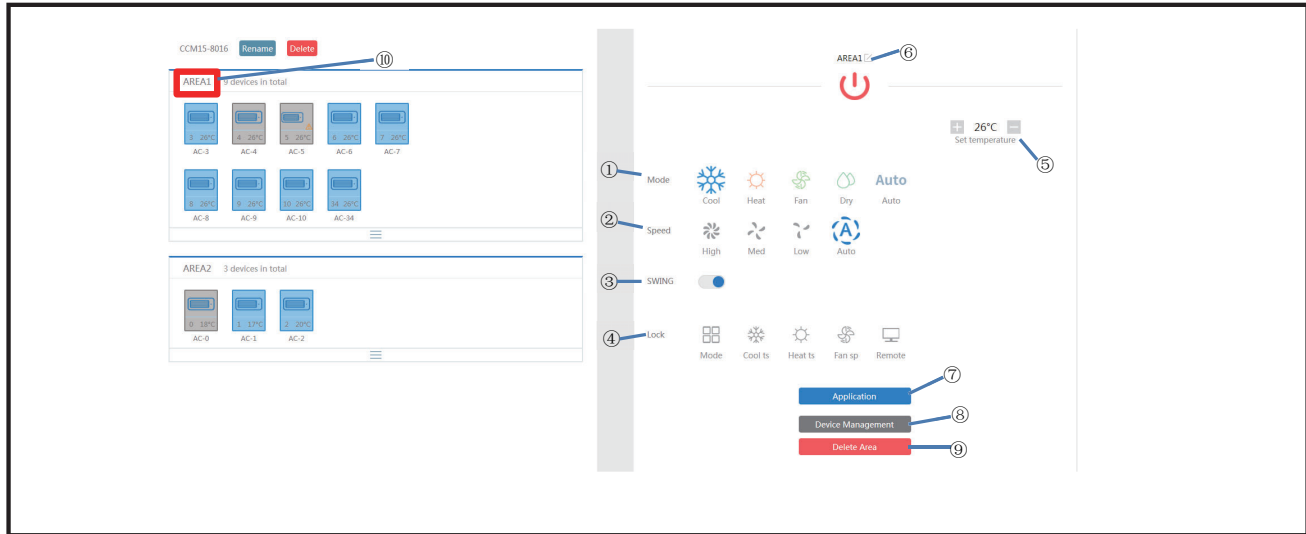 CCM15-8016 Rename Delete
⑩
AREA1 9 devices in total
3 26°C 4 26°C 5 26°C 6 26°C 7 26°C
AC-3 AC-4 AC-5 AC-6 AC-7
8 26°C 9 26°C 10 26°C 34 26°C
AC-8 AC-9 AC-10 AC-34
AREA2 3 devices in total
0 18°C 1 17°C 2 20°C
AC-0 AC-1 AC-2
AREA1 ⑥
26°C
Set temperature
⑤
① Mode Auto
Cool Heat Fan Dry Auto
② Speed A
High Med Low Auto
③ SWING
④ Lock
Mode Cool ts Heat ts Fan sp Remote
⑦
Application
Device Management ⑧
Delete Area ⑨